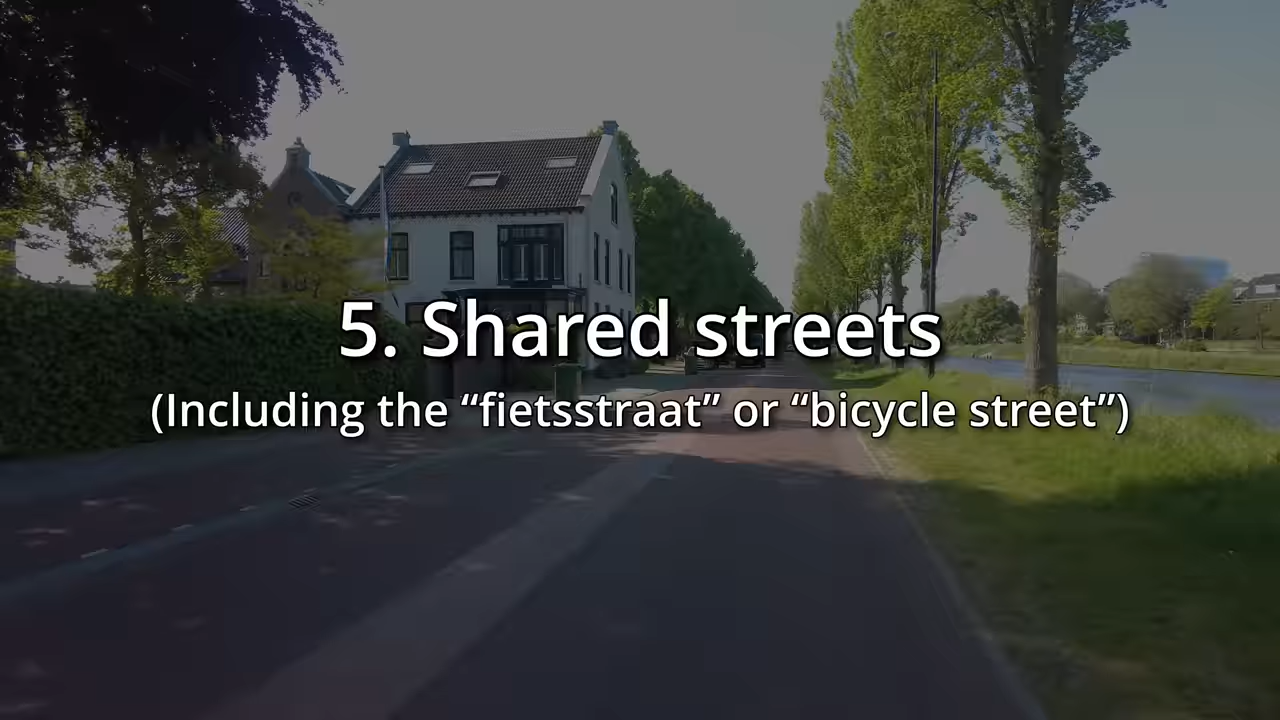 5. Shared streets
(Including the “fietsstraat” or “bicycle street”)